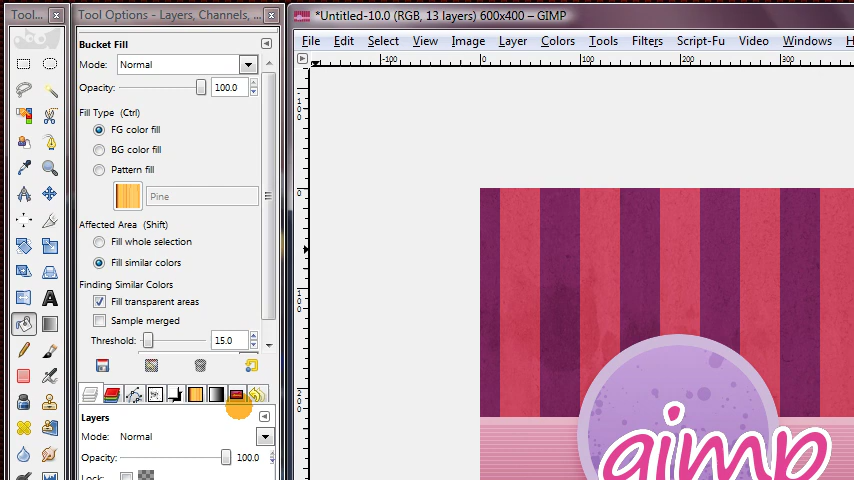 Tool...
Tool Options - Layers, Channels, ...
*Untitled-10.0 (RGB, 13 layers) 600x400 – GIMP
File Edit Select View Image Layer Colors Tools Filters Script-Fu Video Windows H
Bucket Fill
Mode: Normal
Opacity: 100.0
Fill Type (Ctrl)
FG color fill
BG color fill
Pattern fill
Pine
Affected Area (Shift)
Fill whole selection
Fill similar colors
Finding Similar Colors
Fill transparent areas
Sample merged
Threshold: 15.0
Layers
Mode: Normal
Opacity: 100.0
Lock:
-100 0 100 200 300
-100
0
100
200
gimp